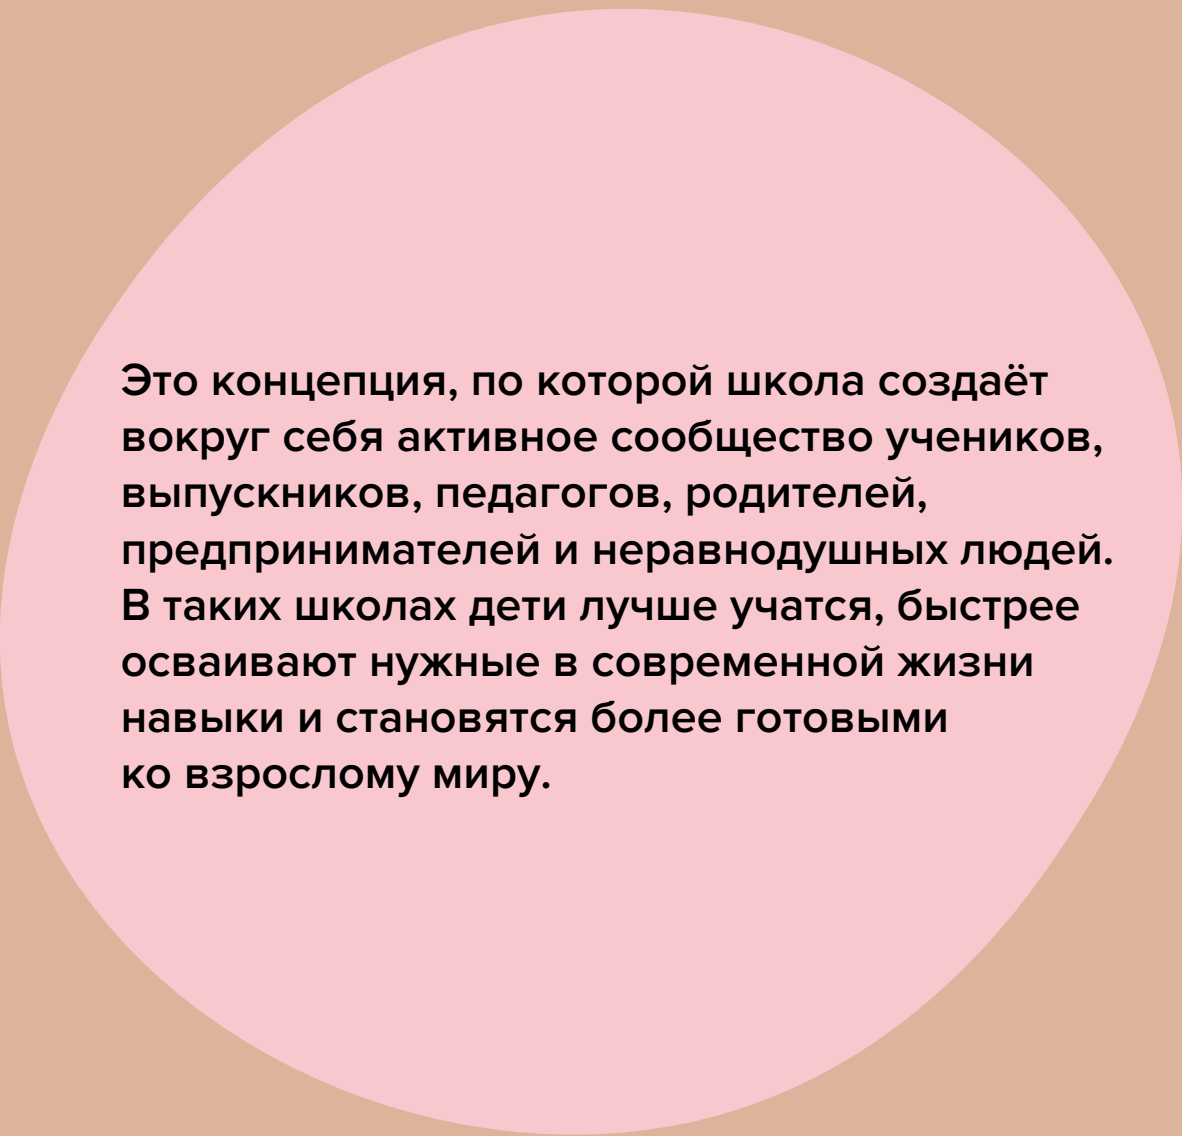 Это концепция, по которой школа создаёт
вокруг себя активное сообщество учеников,
выпускников, педагогов, родителей,
предпринимателей и неравнодушных людей.
В таких школах дети лучше учатся, быстрее
осваивают нужные в современной жизни
навыки и становятся более готовыми
ко взрослому миру.